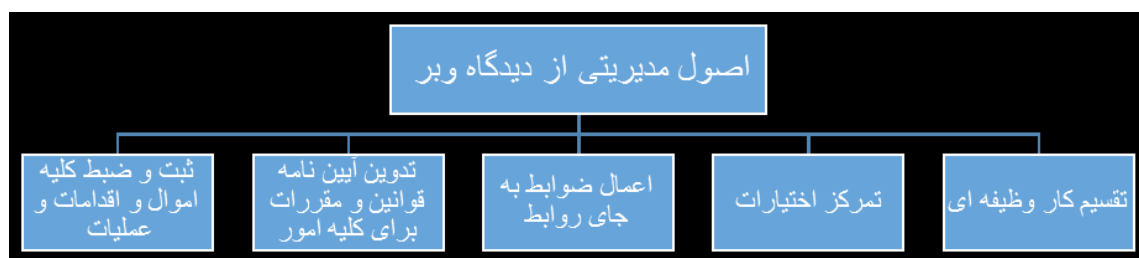 اصول مدیریتی از دیدگاه وبر
تقسیم کار وظیفه ای
تمرکز اختیارات
اعمال ضوابط به
جای روابط
تدوین آیین نامه
قوانین و مقررات
برای کلیه امور
ثبت و ضبط کلیه
اموال و اقدامات و
عملیات